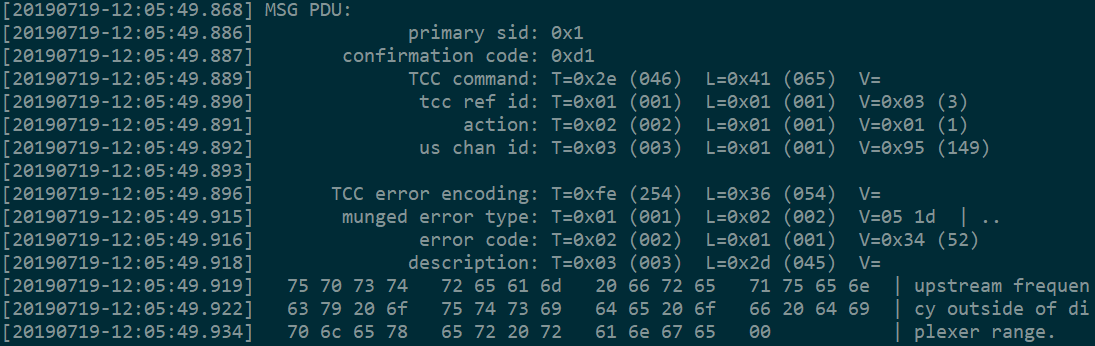 [20190719-12:05:49.868] MSG PDU:
[20190719-12:05:49.886] primary sid: 0x1
[20190719-12:05:49.887] confirmation code: 0xd1
[20190719-12:05:49.889] TCC command: T=0x2e (046) L=0x41 (065) V=
[20190719-12:05:49.890] tcc ref id: T=0x01 (001) L=0x01 (001) V=0x03 (3)
[20190719-12:05:49.891] action: T=0x02 (002) L=0x01 (001) V=0x01 (1)
[20190719-12:05:49.892] us chan id: T=0x03 (003) L=0x01 (001) V=0x95 (149)
[20190719-12:05:49.893]
[20190719-12:05:49.896] TCC error encoding: T=0xfe (254) L=0x36 (054) V=
[20190719-12:05:49.915] munged error type: T=0x01 (001) L=0x02 (002) V=05 1d | ..
[20190719-12:05:49.916] error code: T=0x02 (002) L=0x01 (001) V=0x34 (52)
[20190719-12:05:49.918] description: T=0x03 (003) L=0x2d (045) V=
[20190719-12:05:49.919] 75 70 73 74 72 65 61 6d 20 66 72 65 71 75 65 6e | upstream frequen
[20190719-12:05:49.922] 63 79 20 6f 75 74 73 69 64 65 20 6f 66 20 64 69 | cy outside of di
[20190719-12:05:49.934] 70 6c 65 78 65 72 20 72 61 6e 67 65 00 | plexer range.